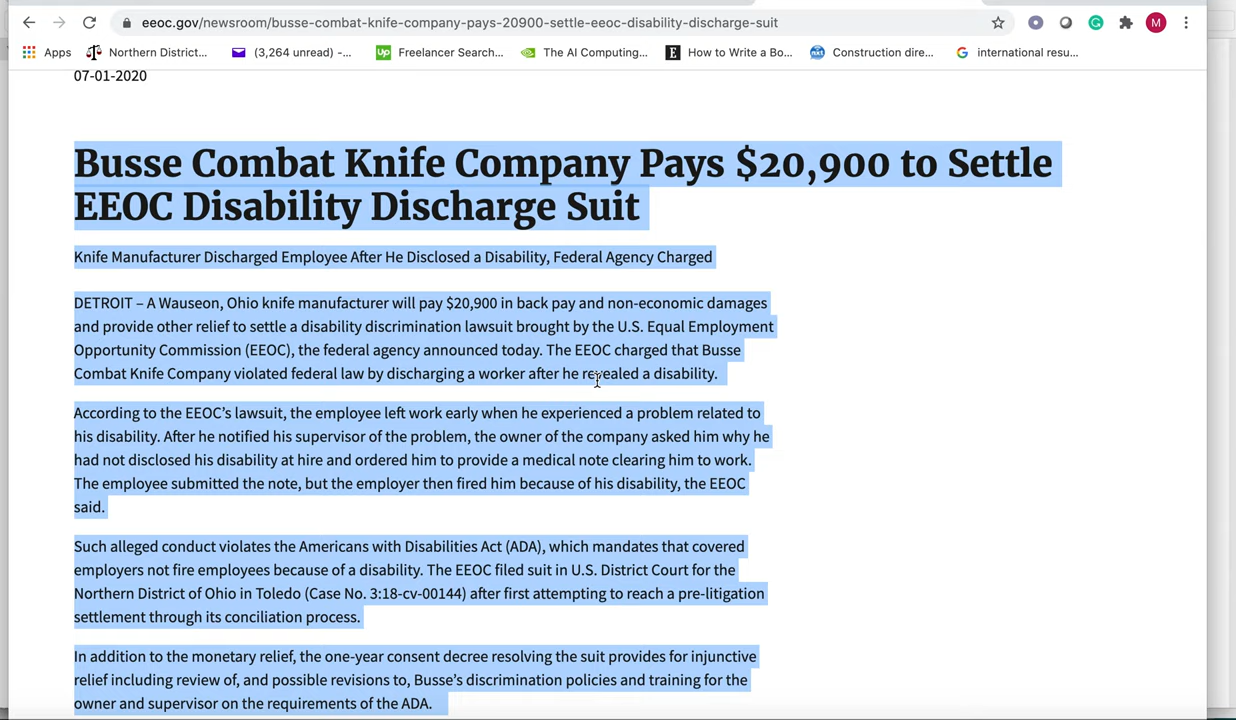 eeoc.gov/newsroom/busse-combat-knife-company-pays-20900-settle-eeoc-disability-discharge-suit
M
Apps Northern District... (3,264 unread) -... Up Freelancer Search... The AI Computing... E How to Write a Bo... nxt Construction dire... G international resu...
07-01-2020
Busse Combat Knife Company Pays $20,900 to Settle
EEOC Disability Discharge Suit
Knife Manufacturer Discharged Employee After He Disclosed a Disability, Federal Agency Charged
DETROIT – A Wauseon, Ohio knife manufacturer will pay $20,900 in back pay and non-economic damages
and provide other relief to settle a disability discrimination lawsuit brought by the U.S. Equal Employment
Opportunity Commission (EEOC), the federal agency announced today. The EEOC charged that Busse
Combat Knife Company violated federal law by discharging a worker after he revealed a disability.
According to the EEOC’s lawsuit, the employee left work early when he experienced a problem related to
his disability. After he notified his supervisor of the problem, the owner of the company asked him why he
had not disclosed his disability at hire and ordered him to provide a medical note clearing him to work.
The employee submitted the note, but the employer then fired him because of his disability, the EEOC
said.
Such alleged conduct violates the Americans with Disabilities Act (ADA), which mandates that covered
employers not fire employees because of a disability. The EEOC filed suit in U.S. District Court for the
Northern District of Ohio in Toledo (Case No. 3:18-cv-00144) after first attempting to reach a pre-litigation
settlement through its conciliation process.
In addition to the monetary relief, the one-year consent decree resolving the suit provides for injunctive
relief including review of, and possible revisions to, Busse’s discrimination policies and training for the
owner and supervisor on the requirements of the ADA.